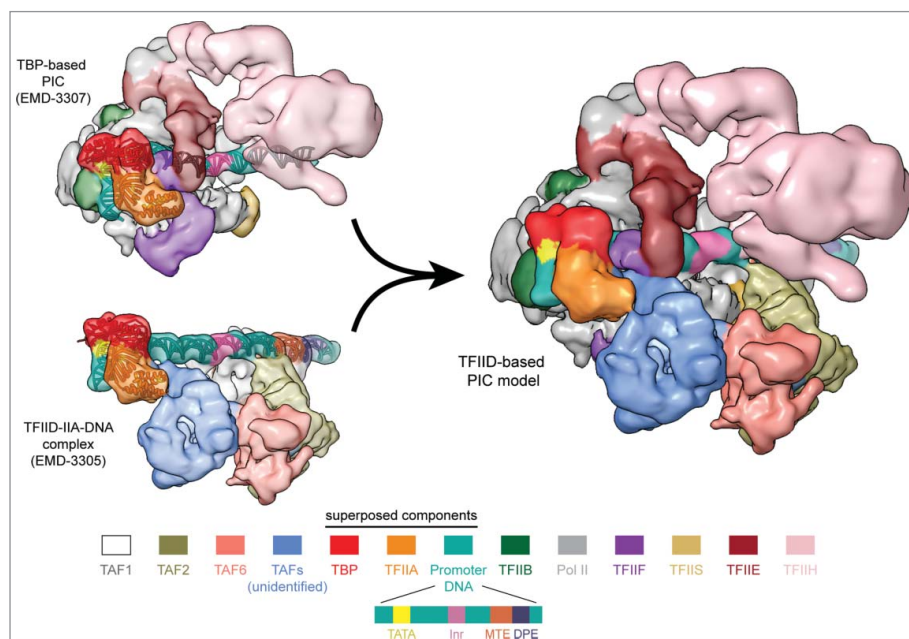 TBP-based
PIC
(EMD-3307)
TFIID-IIA-DNA
complex
(EMD-3305)
TFIID-based
PIC model
superposed components
TAF1 TAF2 TAF6 TAFs TBP TFIIA Promoter TFIIB Pol II TFIIF TFIIS TFIIE TFIIH
(unidentified) DNA
TATA Inr MTE DPE